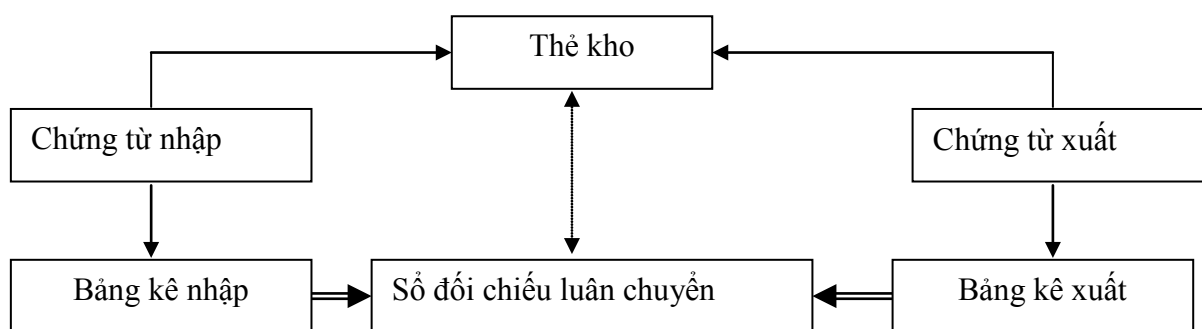 Thẻ kho
Chứng từ nhập
Chứng từ xuất
Bảng kê nhập
Sổ đối chiếu luân chuyển
Bảng kê xuất